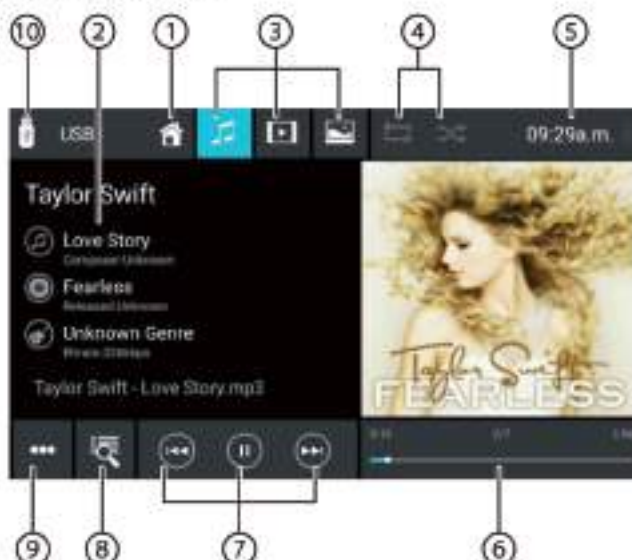 ⑩ ② ① ③ ④ ⑤
USB 09:29a.m.
Taylor Swift
Love Story
Composer Unknown
Fearless
Released Unknown
Unknown Genre
Taylor Swift - Love Story.mp3
Taylor Swift
FEARLESS
⑨ ⑧ ⑦ ⑥